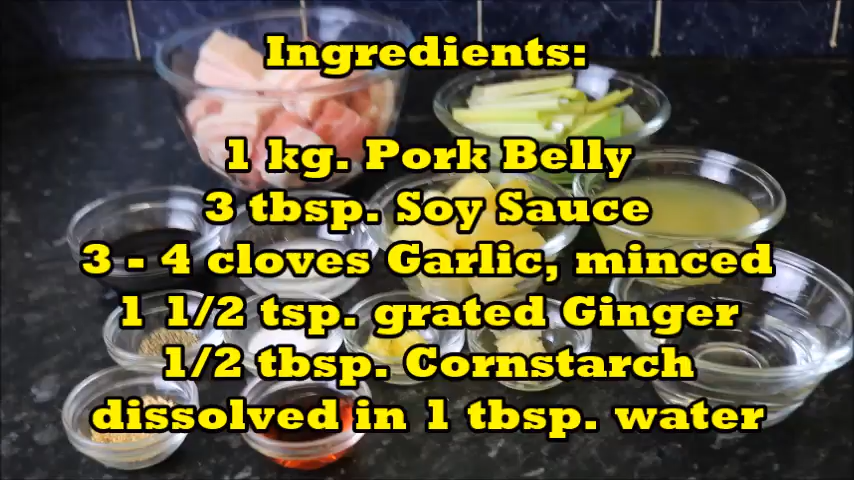 Ingredients:
1 kg. Pork Belly
3 tbsp. Soy Sauce
3 - 4 cloves Garlic, minced
1 1/2 tsp. grated Ginger
1/2 tbsp. Cornstarch
dissolved in 1 tbsp. water